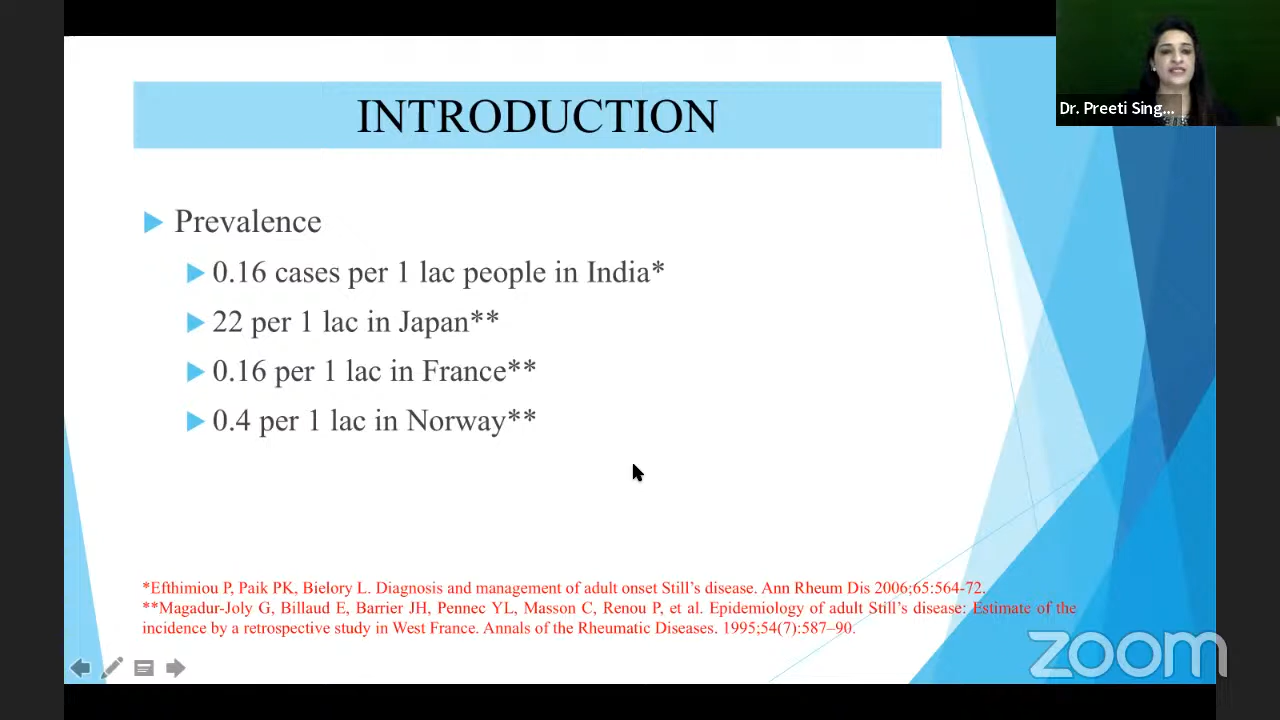 INTRODUCTION
Dr. Preeti Sing...
Prevalence
0.16 cases per 1 lac people in India*
22 per 1 lac in Japan**
0.16 per 1 lac in France**
0.4 per 1 lac in Norway**
*Efthimiou P, Paik PK, Bielory L. Diagnosis and management of adult onset Still's disease. Ann Rheum Dis 2006;65:564-72.
**Magadur-Joly G, Billaud E, Barrier JH, Pennec YL, Masson C, Renou P, et al. Epidemiology of adult Still's disease: Estimate of the
incidence by a retrospective study in West France. Annals of the Rheumatic Diseases. 1995;54(7):587–90.
zoom